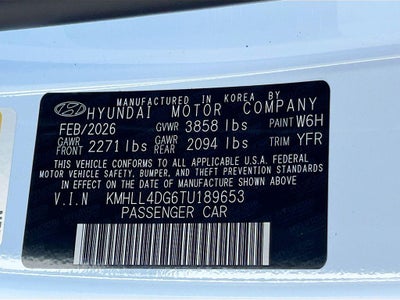 MANUFACTURED IN KOREA BY
HYUNDAI MOTOR COMPANY
FEB/2026 GVWR 3858 lbs PAINT W6H
GAWR FRONT 2271 lbs GAWR REAR 2094 lbs TRIM YFR
THIS VEHICLE CONFORMS TO ALL APPLICABLE U.S.A. FEDERAL
MOTOR VEHICLE SAFETY, BUMPER, AND THEFT PREVENTION STANDARDS
IN EFFECT ON THE DATE OF MANUFACTURE SHOWN ABOVE
V.I.N KMHLL4DG6TU189653
PASSENGER CAR